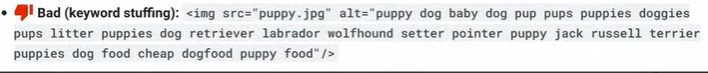 • 👎 Bad (keyword stuffing): <img src="puppy.jpg" alt="puppy dog baby dog pup pups puppies doggies
pups litter puppies dog retriever labrador wolfhound setter pointer puppy jack russell terrier
puppies dog food cheap dogfood puppy food"/>